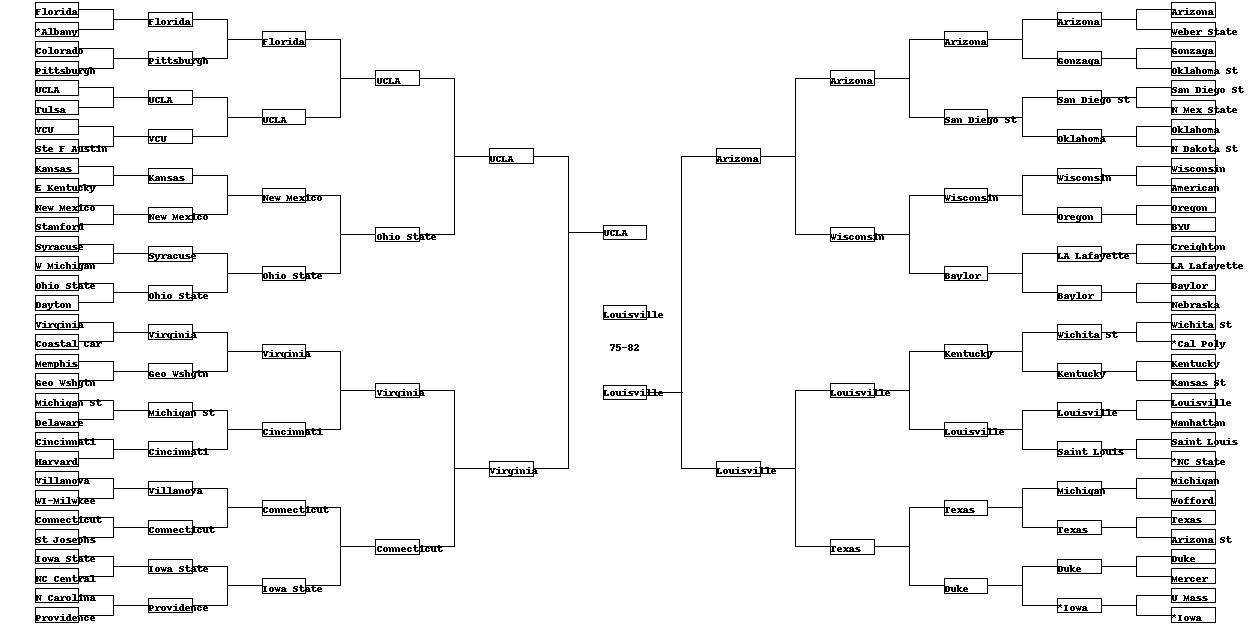 Florida
*Albany
Colorado
Pittsburgh
UCLA
Tulsa
VCU
Ste F Austin
Kansas
E Kentucky
New Mexico
Stanford
Syracuse
W Michigan
Ohio State
Dayton
Virginia
Coastal Car
Memphis
Geo Wshgtn
Michigan St
Delaware
Cincinnati
Harvard
Villanova
WI-Milwkee
Connecticut
St Josephs
Iowa State
NC Central
N Carolina
Providence
Florida
Pittsburgh
UCLA
VCU
Kansas
New Mexico
Syracuse
Ohio State
Virginia
Geo Wshgtn
Michigan St
Cincinnati
Villanova
Connecticut
Iowa State
Providence
Florida
UCLA
New Mexico
Ohio State
Virginia
Cincinnati
Connecticut
Iowa State
UCLA
Ohio State
Virginia
Connecticut
UCLA
Virginia
UCLA
Louisville
75-82
Louisville
Arizona
Louisville
Arizona
Wisconsin
Louisville
Texas
Arizona
San Diego St
Wisconsin
Baylor
Kentucky
Louisville
Texas
Duke
Arizona
Gonzaga
San Diego St
Oklahoma
Wisconsin
Oregon
LA Lafayette
Baylor
Wichita St
Kentucky
Louisville
Saint Louis
Michigan
Texas
Duke
*Iowa
Arizona
Weber State
Gonzaga
Oklahoma St
San Diego St
N Mex State
Oklahoma
N Dakota St
Wisconsin
American
Oregon
BYU
Creighton
LA Lafayette
Baylor
Nebraska
Wichita St
*Cal Poly
Kentucky
Kansas St
Louisville
Manhattan
Saint Louis
*NC State
Michigan
Wofford
Texas
Arizona St
Duke
Mercer
U Mass
*Iowa